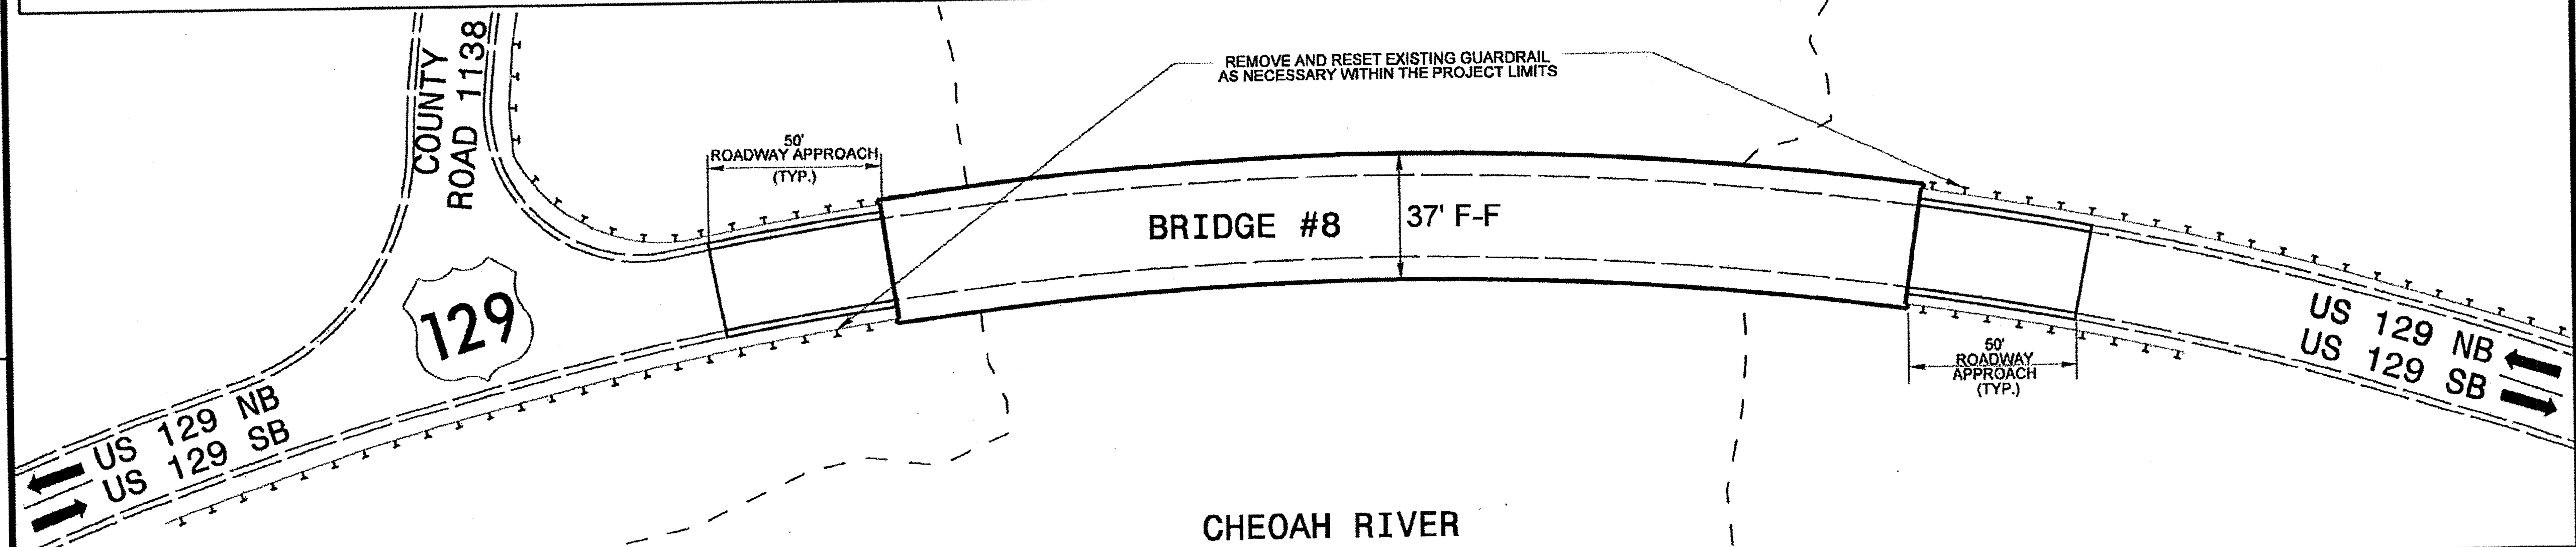 COUNTY
ROAD 1138
REMOVE AND RESET EXISTING GUARDRAIL
AS NECESSARY WITHIN THE PROJECT LIMITS
50'
ROADWAY APPROACH
(TYP.)
BRIDGE #8
37' F-F
129
US 129 NB
US 129 SB
50'
ROADWAY
APPROACH
(TYP.)
US 129 NB
US 129 SB
CHEOAH RIVER